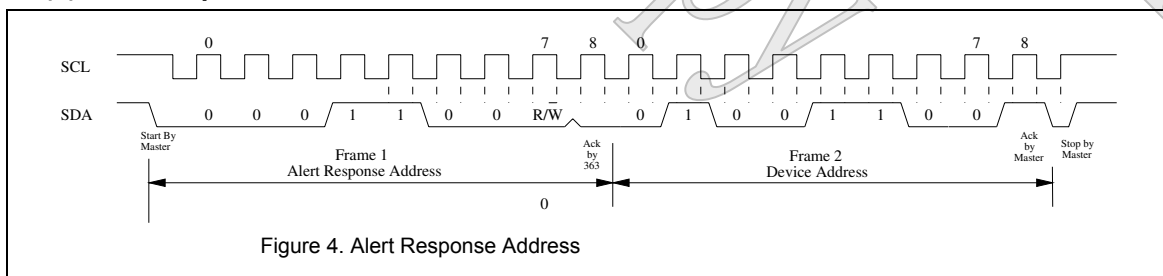 0 7 8 0 7 8
SCL
SDA 0 0 0 1 1 0 0 R/W 0 1 0 0 1 1 0 0
Start By
Master
Ack
by
363
Ack
by
Master
Stop by
Master
Frame 1
Alert Response Address
Frame 2
Device Address
0
Figure 4. Alert Response Address